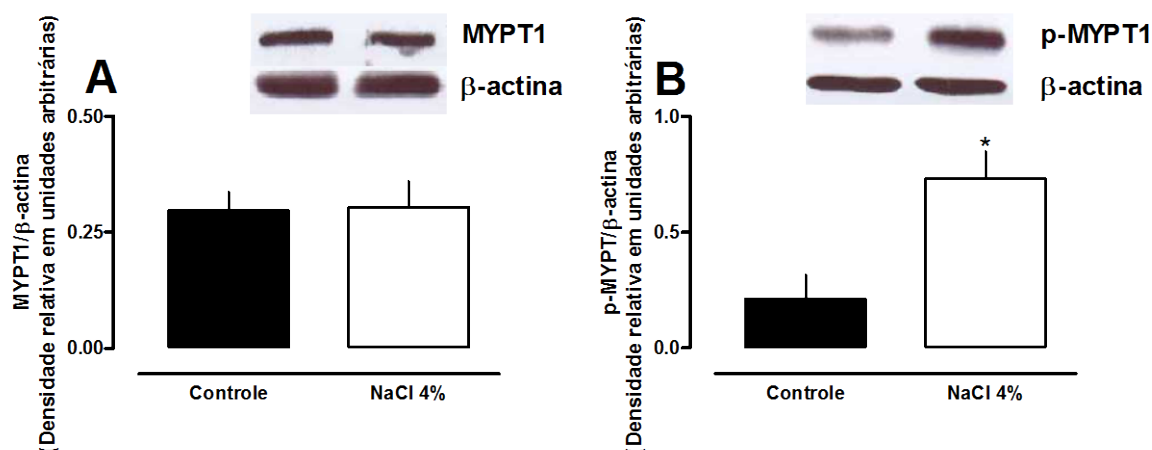 A
MYPT1
β-actina
MYPT1/β-actina
(Densidade relativa em unidades arbitrárias)
0.50
0.25
0.00
Controle
NaCl 4%
B
p-MYPT1
β-actina
p-MYPT/β-actina
(Densidade relativa em unidades arbitrárias)
1.0
0.5
0.0
*
Controle
NaCl 4%